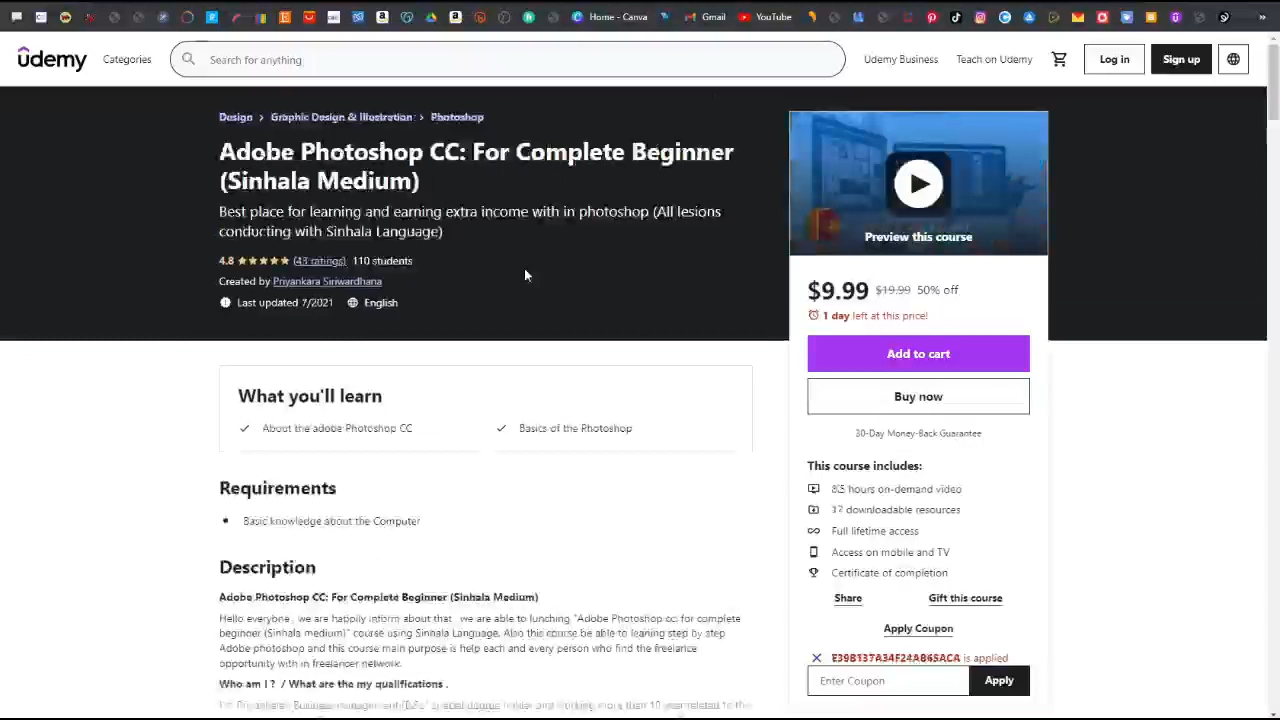 Home - Canva
Gmail
YouTube
»
ûdemy
Categories
Search for anything
Udemy Business
Teach on Udemy
Log in
Sign up
Design > Graphic Design & Illustration > Photoshop
Adobe Photoshop CC: For Complete Beginner
(Sinhala Medium)
Best place for learning and earning extra income with in photoshop (All lesions
conducting with Sinhala Language)
4.8 ★★★★★ (43 ratings) 110 students
Created by Priyankara Siriwardhana
Last updated 7/2021
English
Preview this course
$9.99 $19.99 50% off
1 day left at this price!
Add to cart
Buy now
30-Day Money-Back Guarantee
This course includes:
8.5 hours on-demand video
17 downloadable resources
Full lifetime access
Access on mobile and TV
Certificate of completion
Share
Gift this course
Apply Coupon
is applied
Enter Coupon
Apply
What you'll learn
About the adobe Photoshop CC
Basics of the Photoshop
Requirements
Basic knowledge about the Computer
Description
Adobe Photoshop CC: For Complete Beginner (Sinhala Medium)
Hello everyone , we are happily inform about that we are able to lunching "Adobe Photoshop cc: for complete
beginner (Sinhala medium)" course using Sinhala Language. Also this course be able to learning step by step
Adobe photoshop and this course main purpose is help each and every person who find the freelance
opportunity with in freelancer network.
Who am I ? / What are the my qualifications .